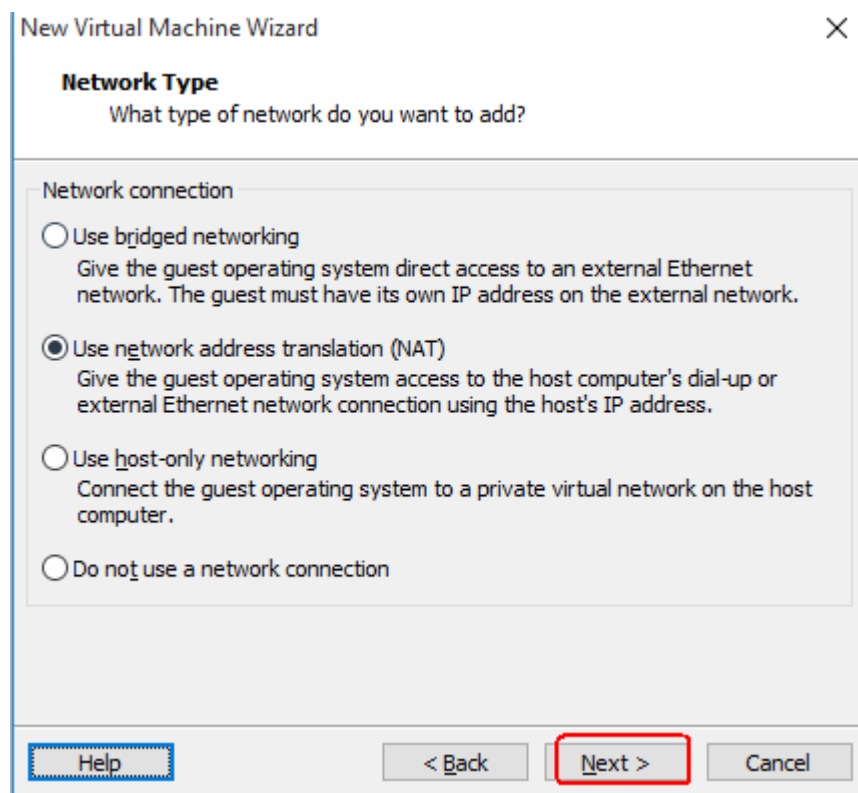 New Virtual Machine Wizard
Network Type
What type of network do you want to add?
Network connection
Use bridged networking
Give the guest operating system direct access to an external Ethernet
network. The guest must have its own IP address on the external network.
Use network address translation (NAT)
Give the guest operating system access to the host computer's dial-up or
external Ethernet network connection using the host's IP address.
Use host-only networking
Connect the guest operating system to a private virtual network on the host
computer.
Do not use a network connection
Help
< Back
Next >
Cancel